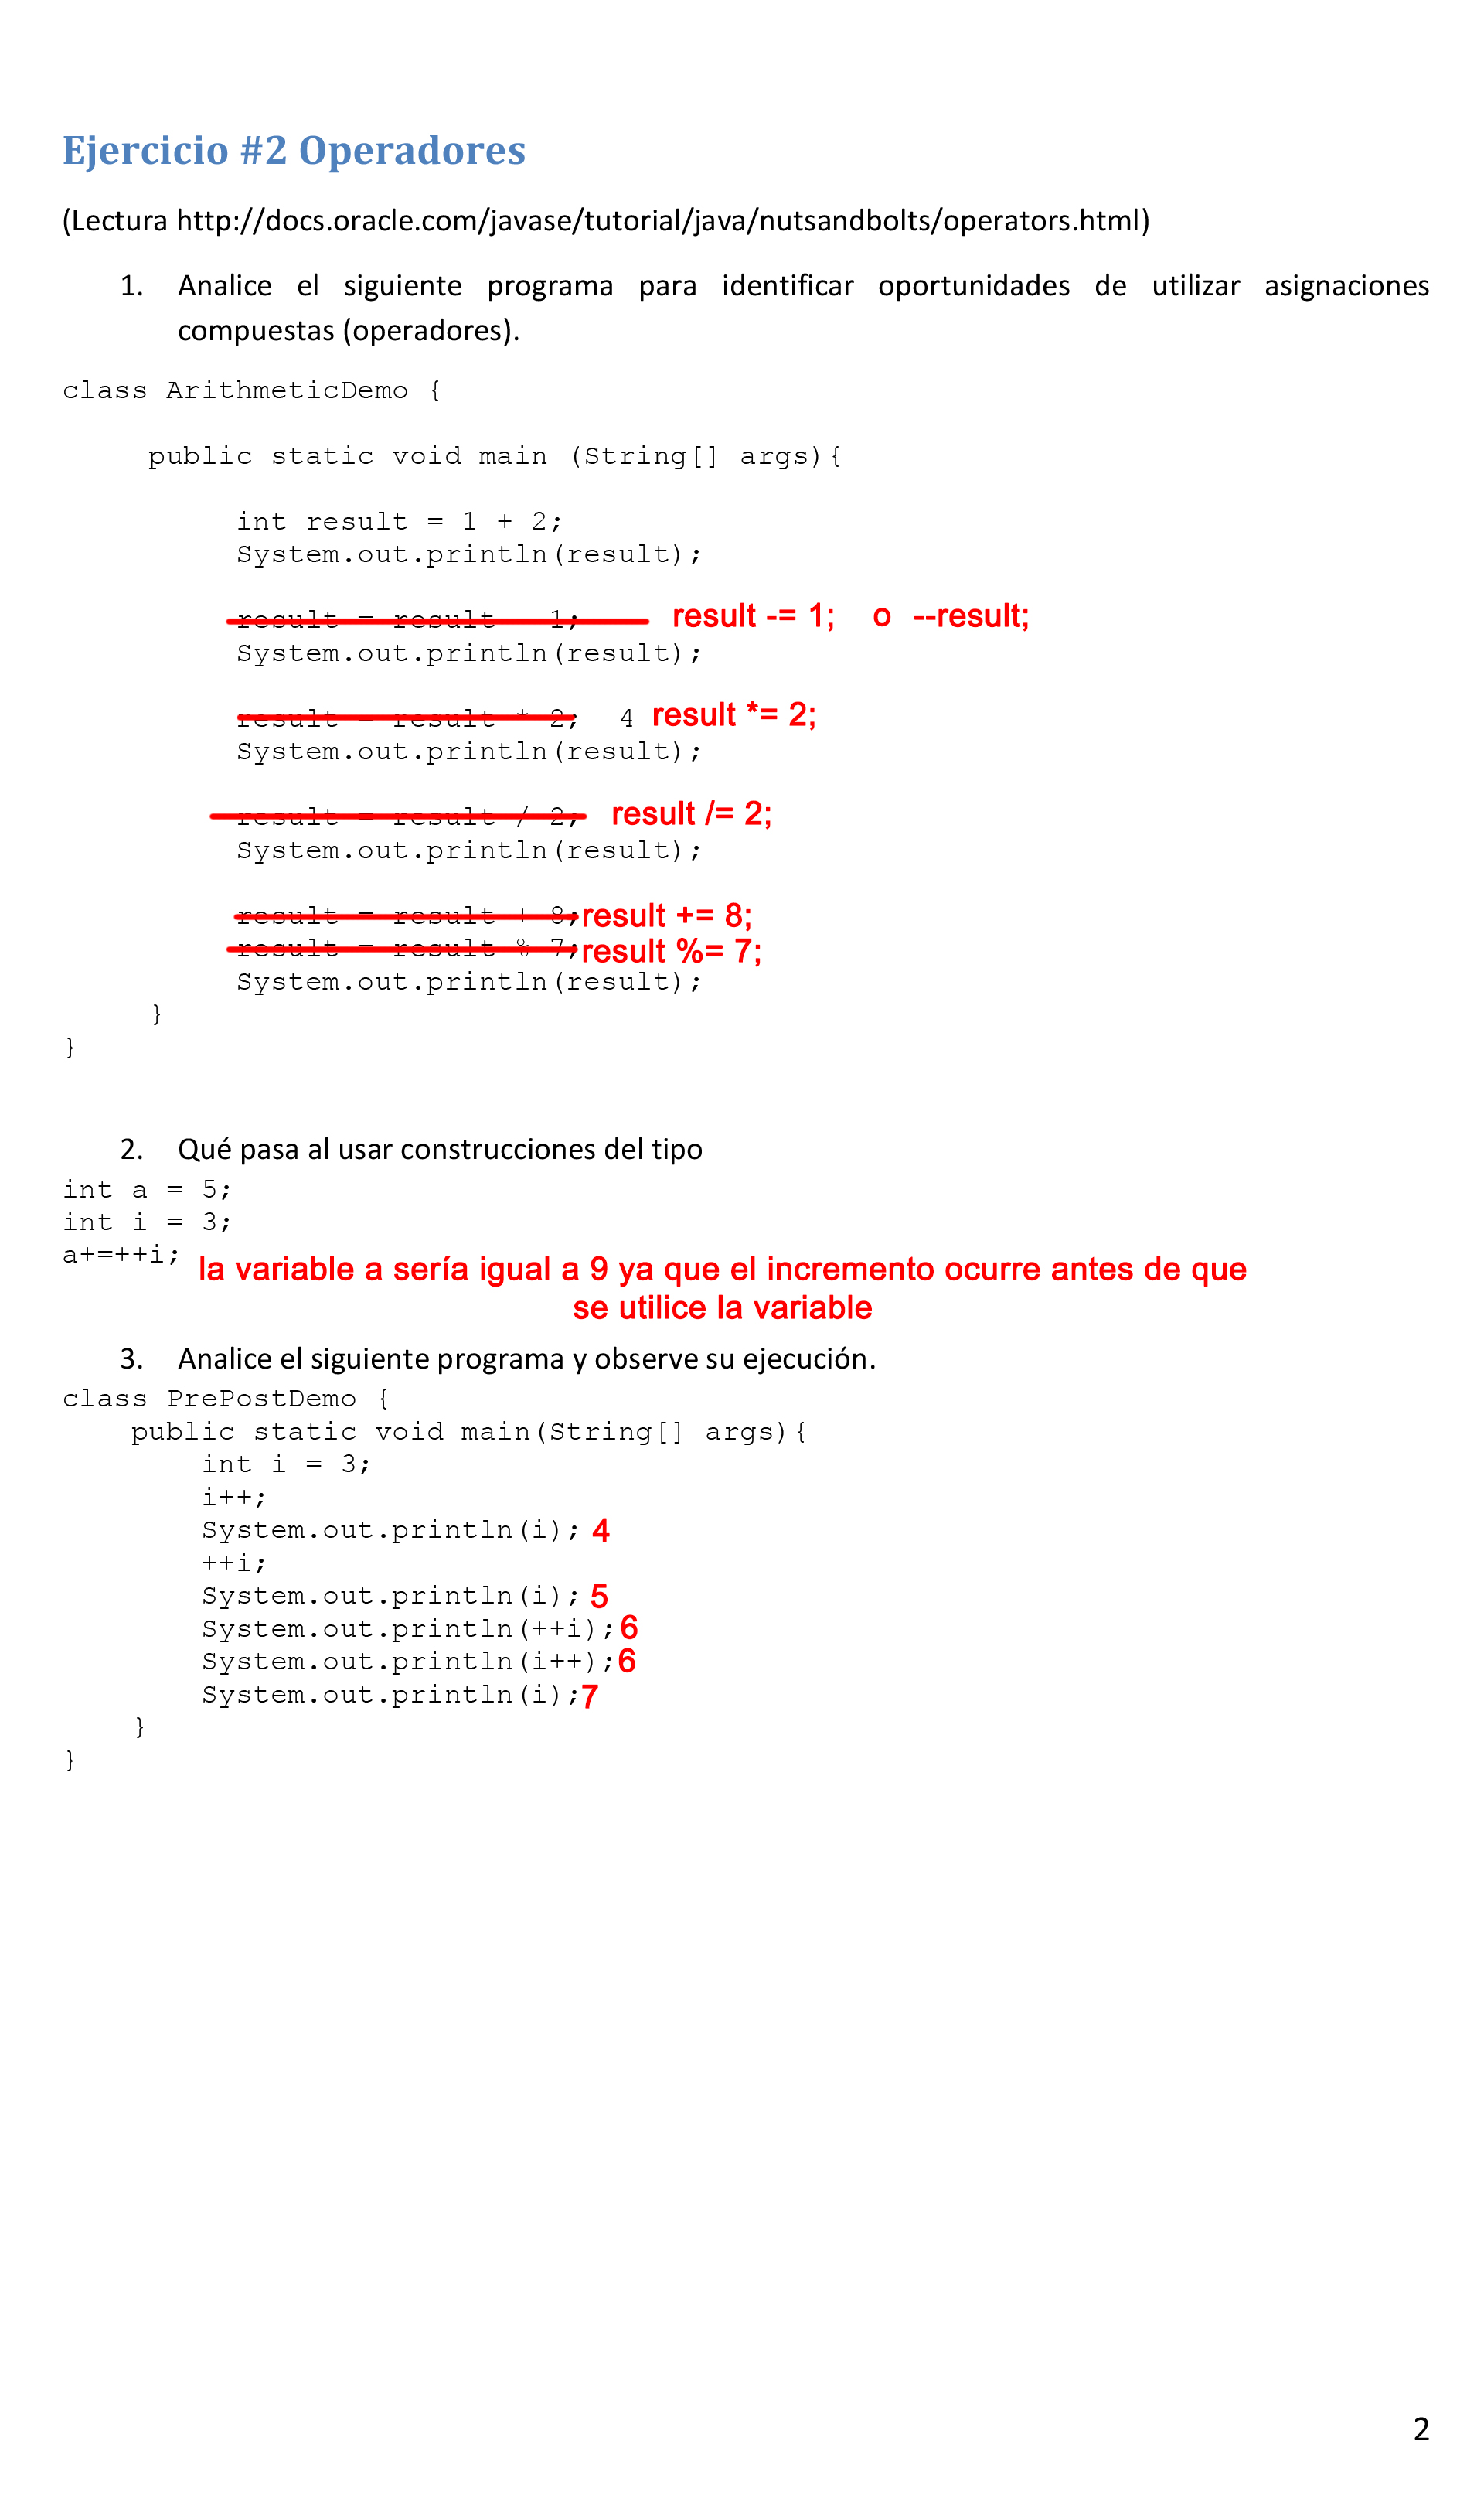 Ejercicio #2 Operadores
(Lectura http://docs.oracle.com/javase/tutorial/java/nutsandbolts/operators.html)
1. Analice el siguiente programa para identificar oportunidades de utilizar asignaciones
compuestas (operadores).
class ArithmeticDemo {
public static void main (String[] args){
int result = 1 + 2;
System.out.println(result);
result = result - 1; result -= 1; o --result;
System.out.println(result);
result = result * 2; 4 result *= 2;
System.out.println(result);
result = result / 2; result /= 2;
System.out.println(result);
result = result + 8; result += 8;
result = result % 7; result %= 7;
System.out.println(result);
}
}
2. Qué pasa al usar construcciones del tipo
int a = 5;
int i = 3;
a+=++i; la variable a sería igual a 9 ya que el incremento ocurre antes de que
se utilice la variable
3. Analice el siguiente programa y observe su ejecución.
class PrePostDemo {
public static void main(String[] args){
int i = 3;
i++;
System.out.println(i); 4
++i;
System.out.println(i); 5
System.out.println(++i); 6
System.out.println(i++); 6
System.out.println(i); 7
}
}
2